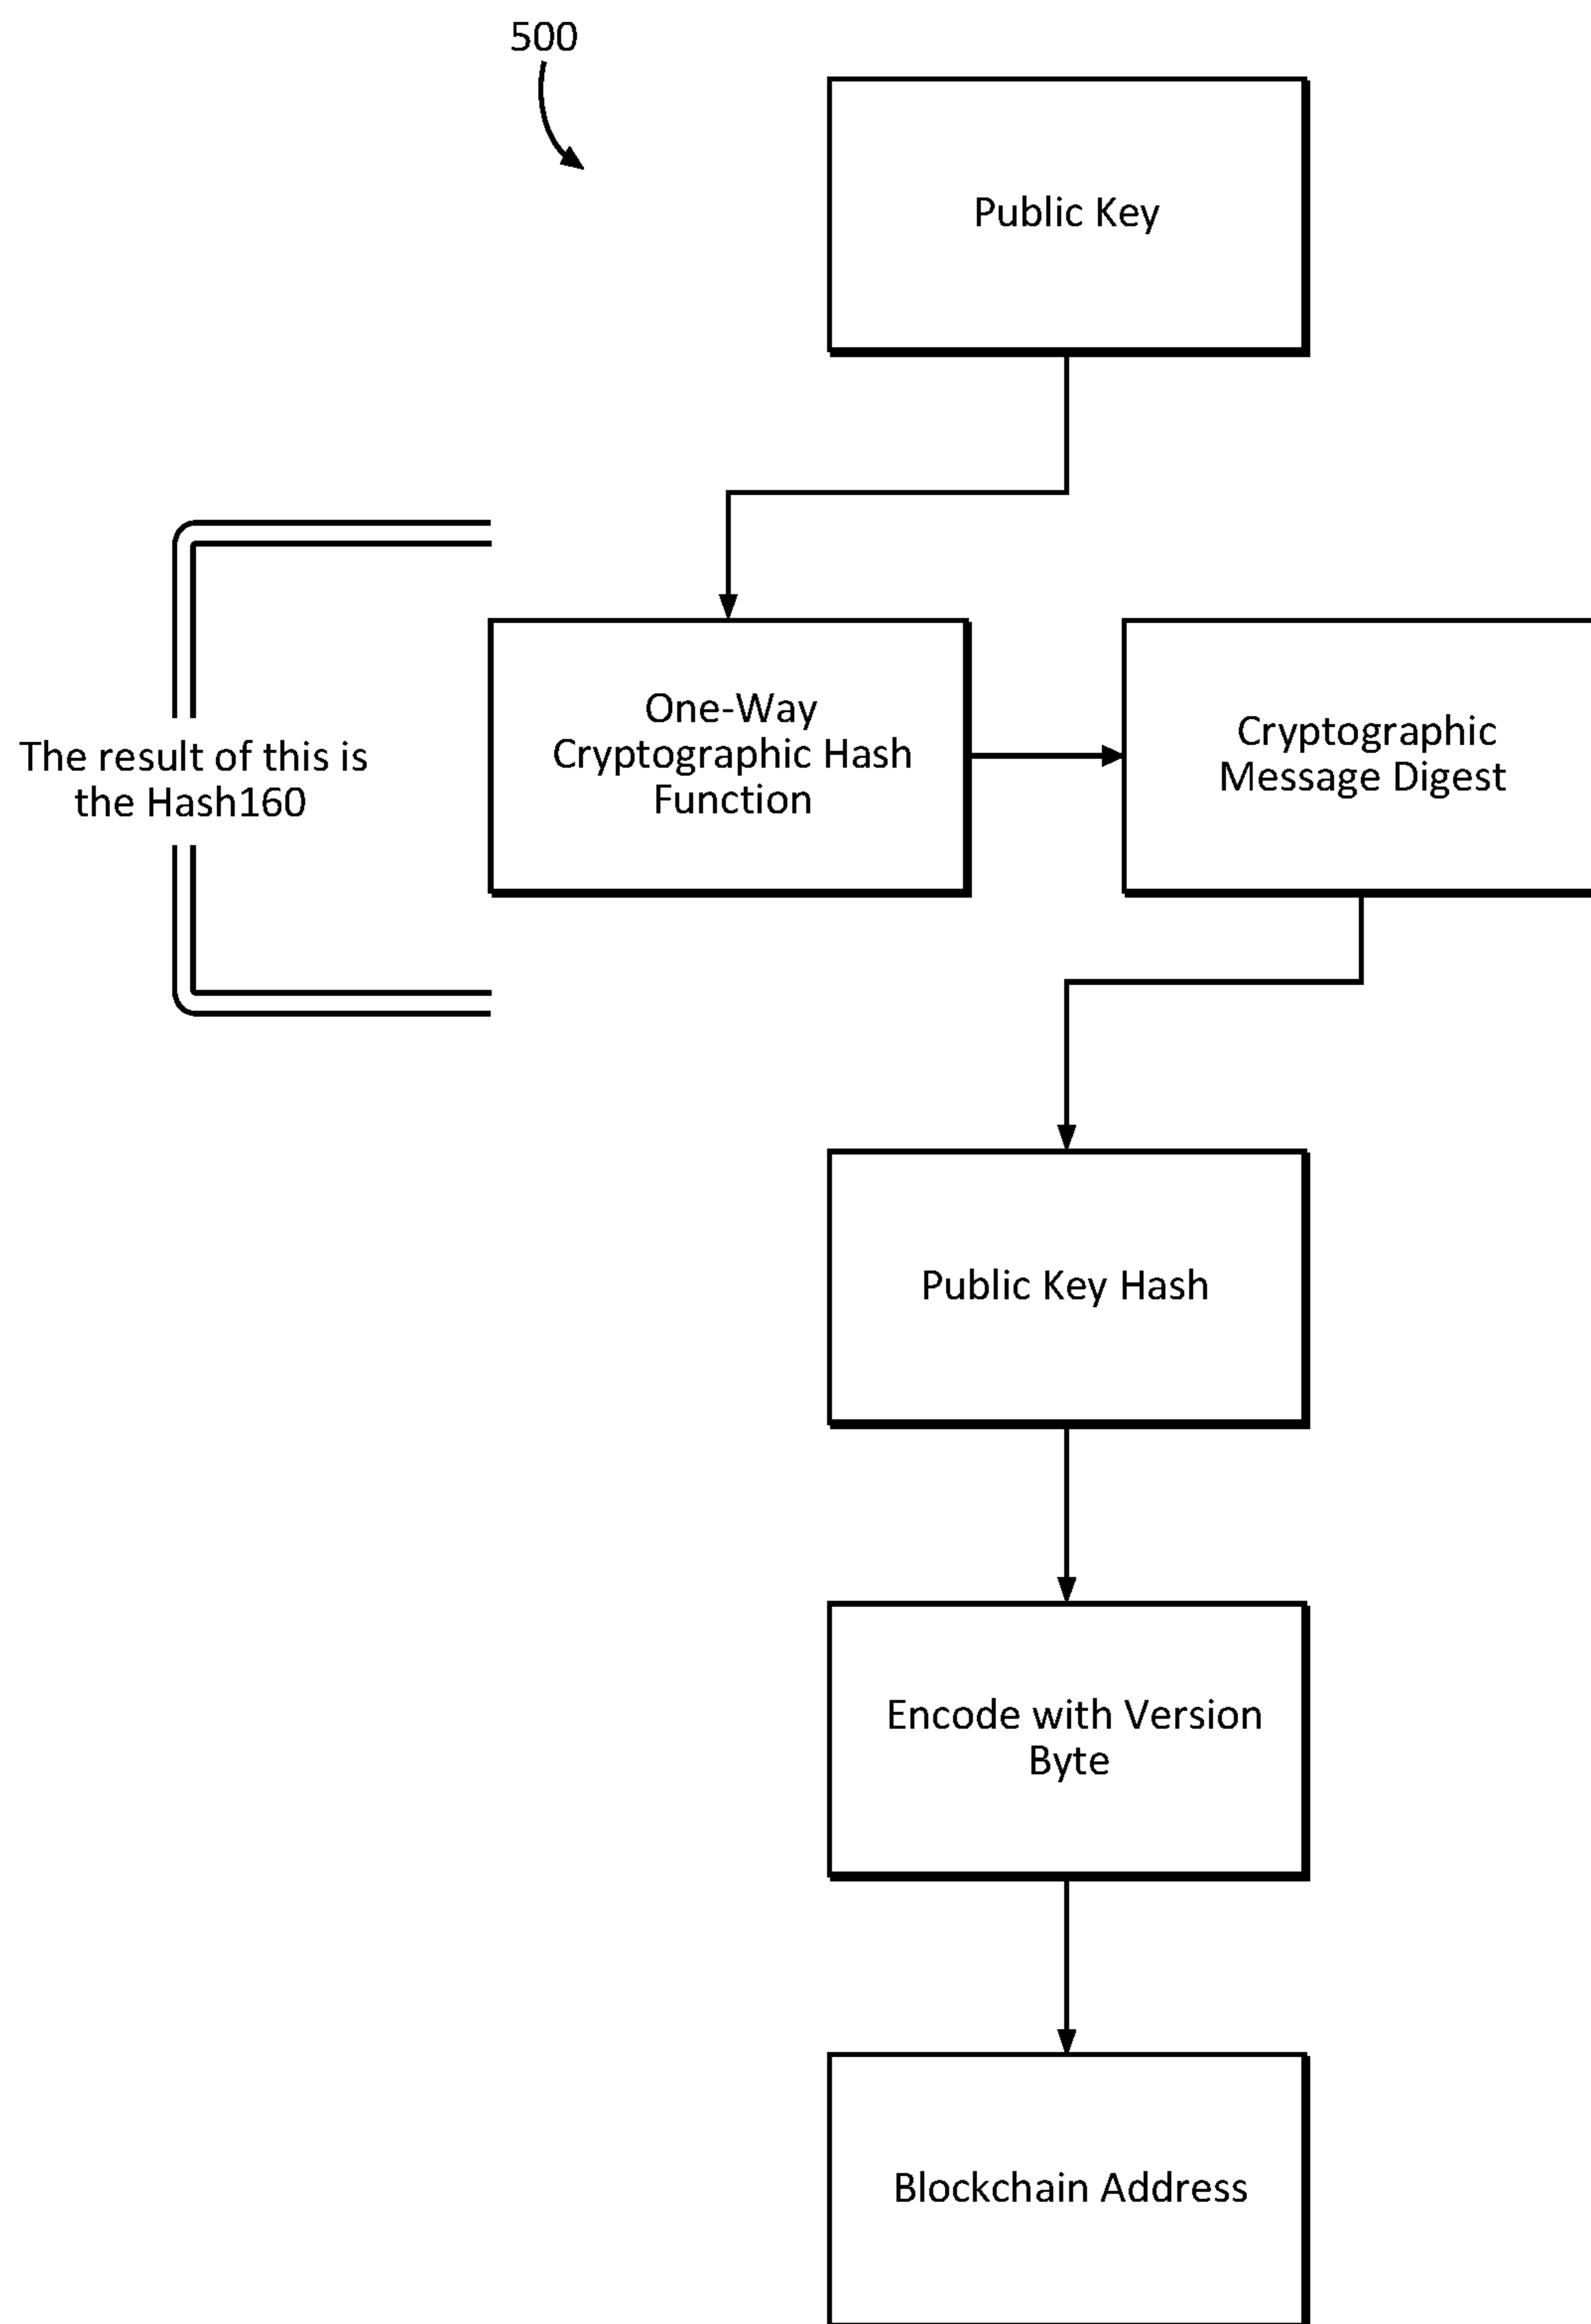 500
Public Key
One-Way
Cryptographic Hash
Function
Cryptographic
Message Digest
The result of this is
the Hash160
Public Key Hash
Encode with Version
Byte
Blockchain Address